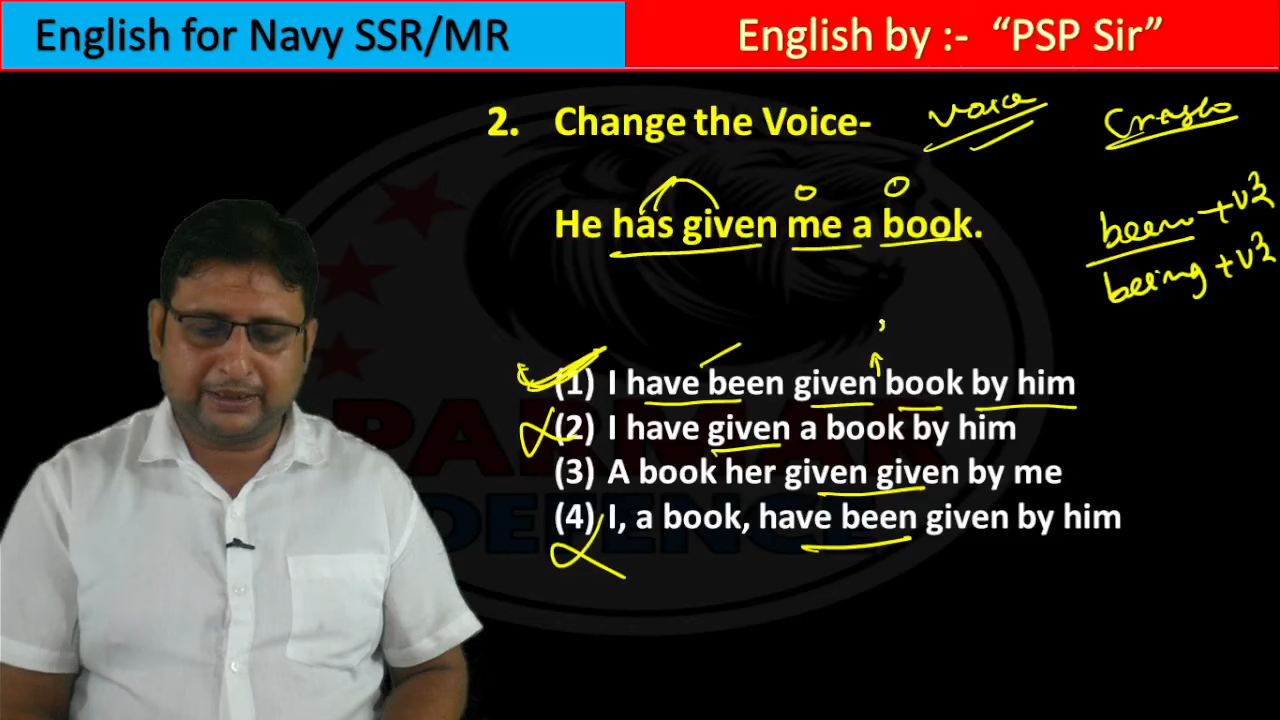 English for Navy SSR/MR
English by :- “PSP Sir”
2. Change the Voice-
voice
He has given me a book.
been + v3
being + v3
(1) I have been given book by him
(2) I have given a book by him
(3) A book her given given by me
(4) I, a book, have been given by him
PARMAR
DEFENCE